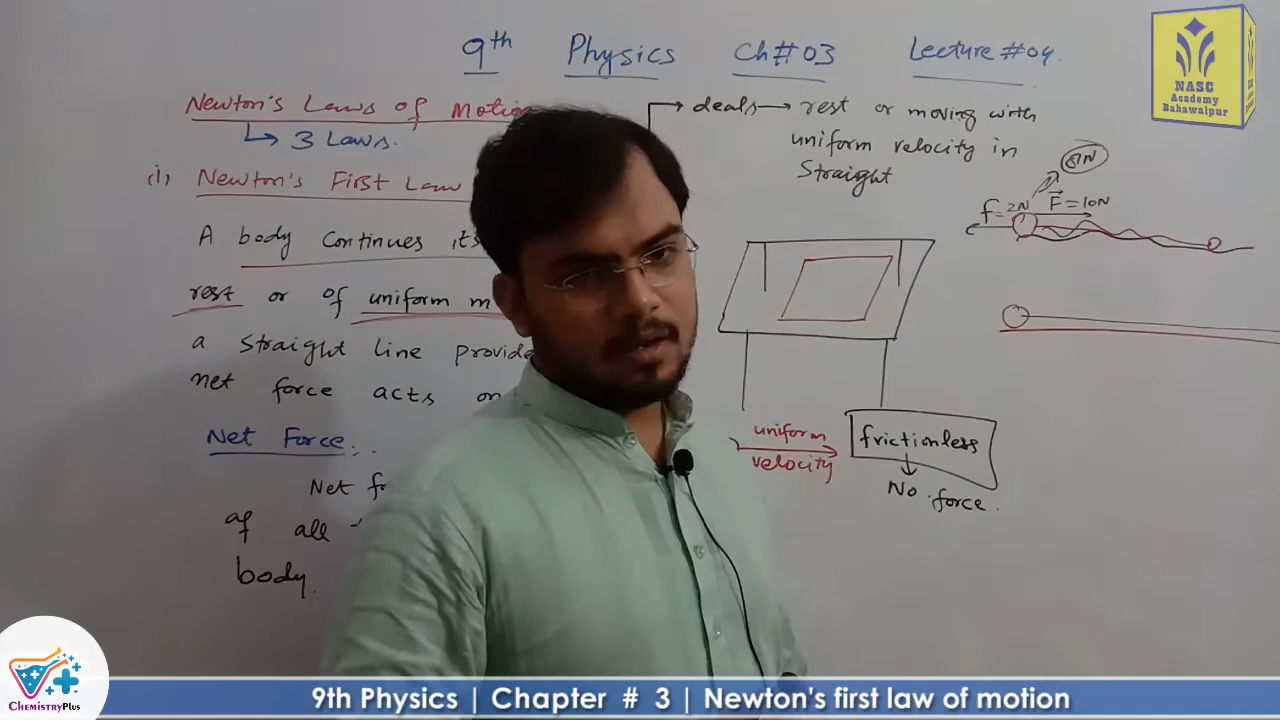 9th Physics Ch#03 Lecture #04.
Newton's Laws of Motion
↳ 3 Laws.
(1) Newton's First Law
A body continues its
rest or of uniform m
a straight line provide
net force acts on
Net Force:.
Net f
of all
body.
deals → rest or moving with
uniform velocity in
Straight
8N
f=2N F=10N
uniform
velocity
frictionless
No force.
NASC
Academy
Bahawalpur
ChemistryPlus
9th Physics | Chapter # 3 | Newton's first law of motion